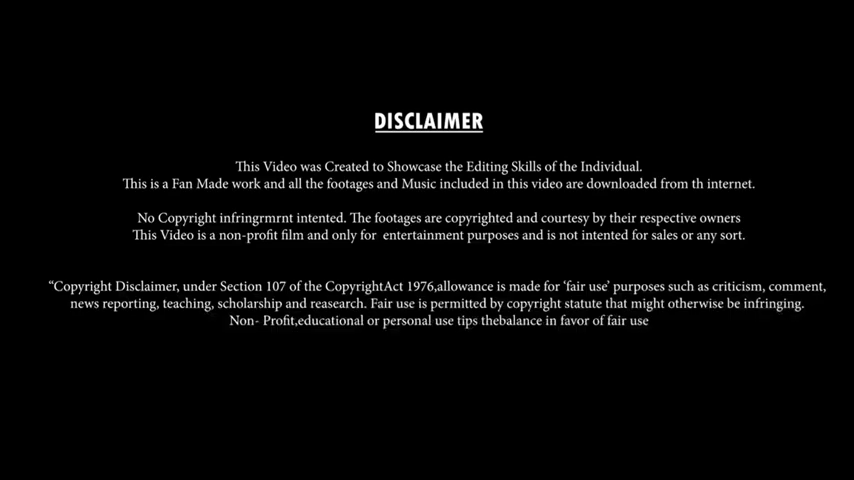 DISCLAIMER
This Video was Created to Showcase the Editing Skills of the Individual.
This is a Fan Made work and all the footages and Music included in this video are downloaded from th internet.
No Copyright infringrmrnt intented. The footages are copyrighted and courtesy by their respective owners
This Video is a non-profit film and only for entertainment purposes and is not intented for sales or any sort.
“Copyright Disclaimer, under Section 107 of the CopyrightAct 1976,allowance is made for ‘fair use’ purposes such as criticism, comment,
news reporting, teaching, scholarship and reasearch. Fair use is permitted by copyright statute that might otherwise be infringing.
Non- Profit,educational or personal use tips thebalance in favor of fair use